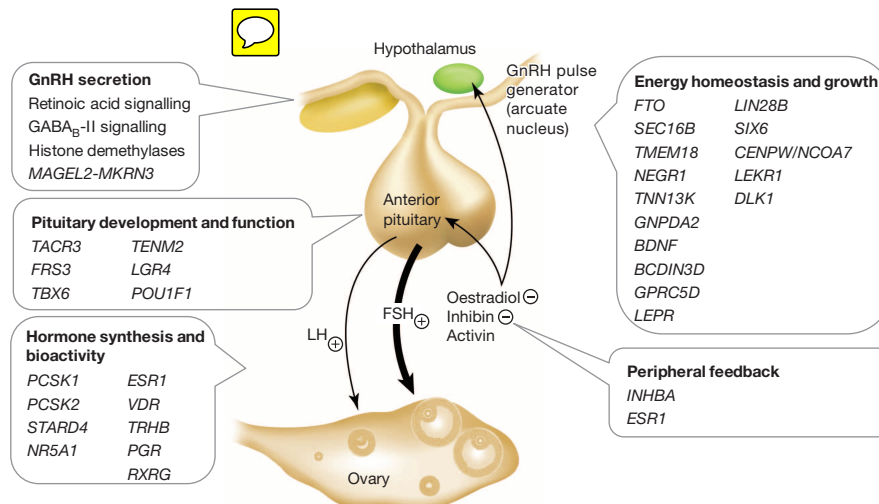 Hypothalamus
GnRH secretion
Retinoic acid signalling
GABAB-II signalling
Histone demethylases
MAGEL2-MKRN3
GnRH pulse
generator
(arcuate
nucleus)
Energy homeostasis and growth
FTO LIN28B
SEC16B SIX6
TMEM18 CENPW/NCOA7
NEGR1 LEKR1
TNN13K DLK1
GNPDA2
BDNF
BCDIN3D
GPRC5D
LEPR
Anterior
pituitary
Pituitary development and function
TACR3 TENM2
FRS3 LGR4
TBX6 POU1F1
Oestradiol ⊖
Inhibin ⊖
Activin
LH ⊕
FSH ⊕
Hormone synthesis and
bioactivity
PCSK1 ESR1
PCSK2 VDR
STARD4 TRHB
NR5A1 PGR
RXRG
Peripheral feedback
INHBA
ESR1
Ovary